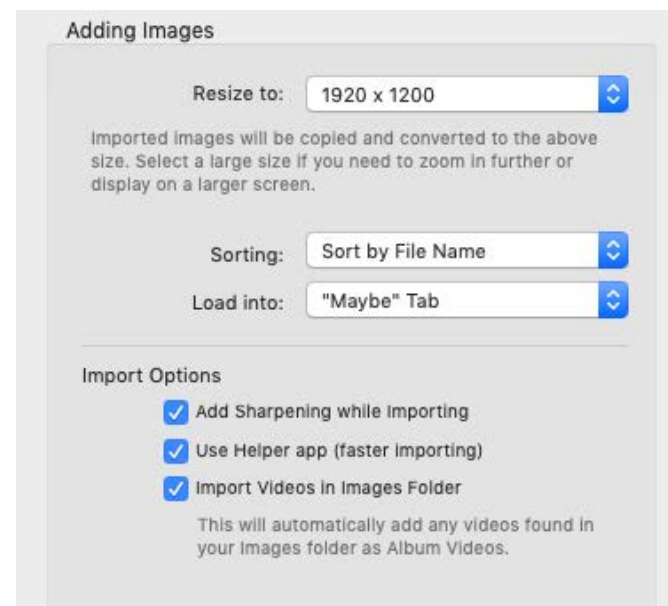 Adding Images
Resize to: 1920 x 1200
Imported images will be copied and converted to the above
size. Select a large size if you need to zoom in further or
display on a larger screen.
Sorting: Sort by File Name
Load into: "Maybe" Tab
Import Options
Add Sharpening while Importing
Use Helper app (faster importing)
Import Videos in Images Folder
This will automatically add any videos found in
your Images folder as Album Videos.